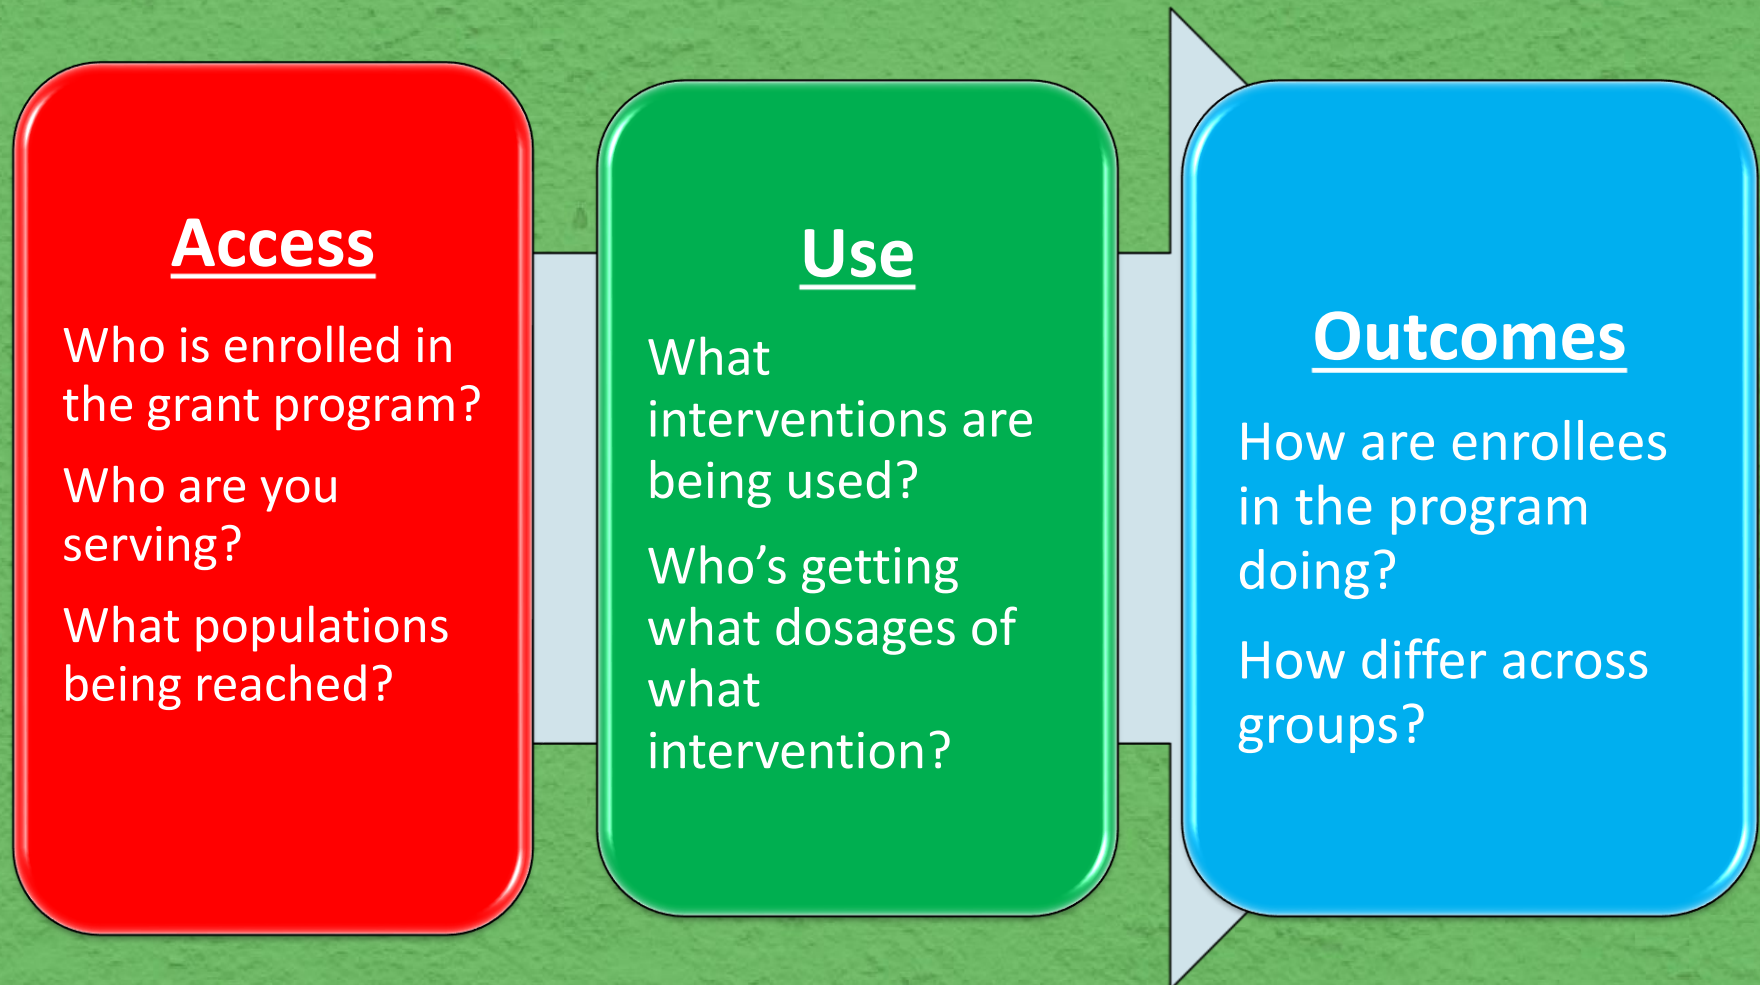 Access
Who is enrolled in
the grant program?
Who are you
serving?
What populations
being reached?
Use
What
interventions are
being used?
Who’s getting
what dosages of
what
intervention?
Outcomes
How are enrollees
in the program
doing?
How differ across
groups?